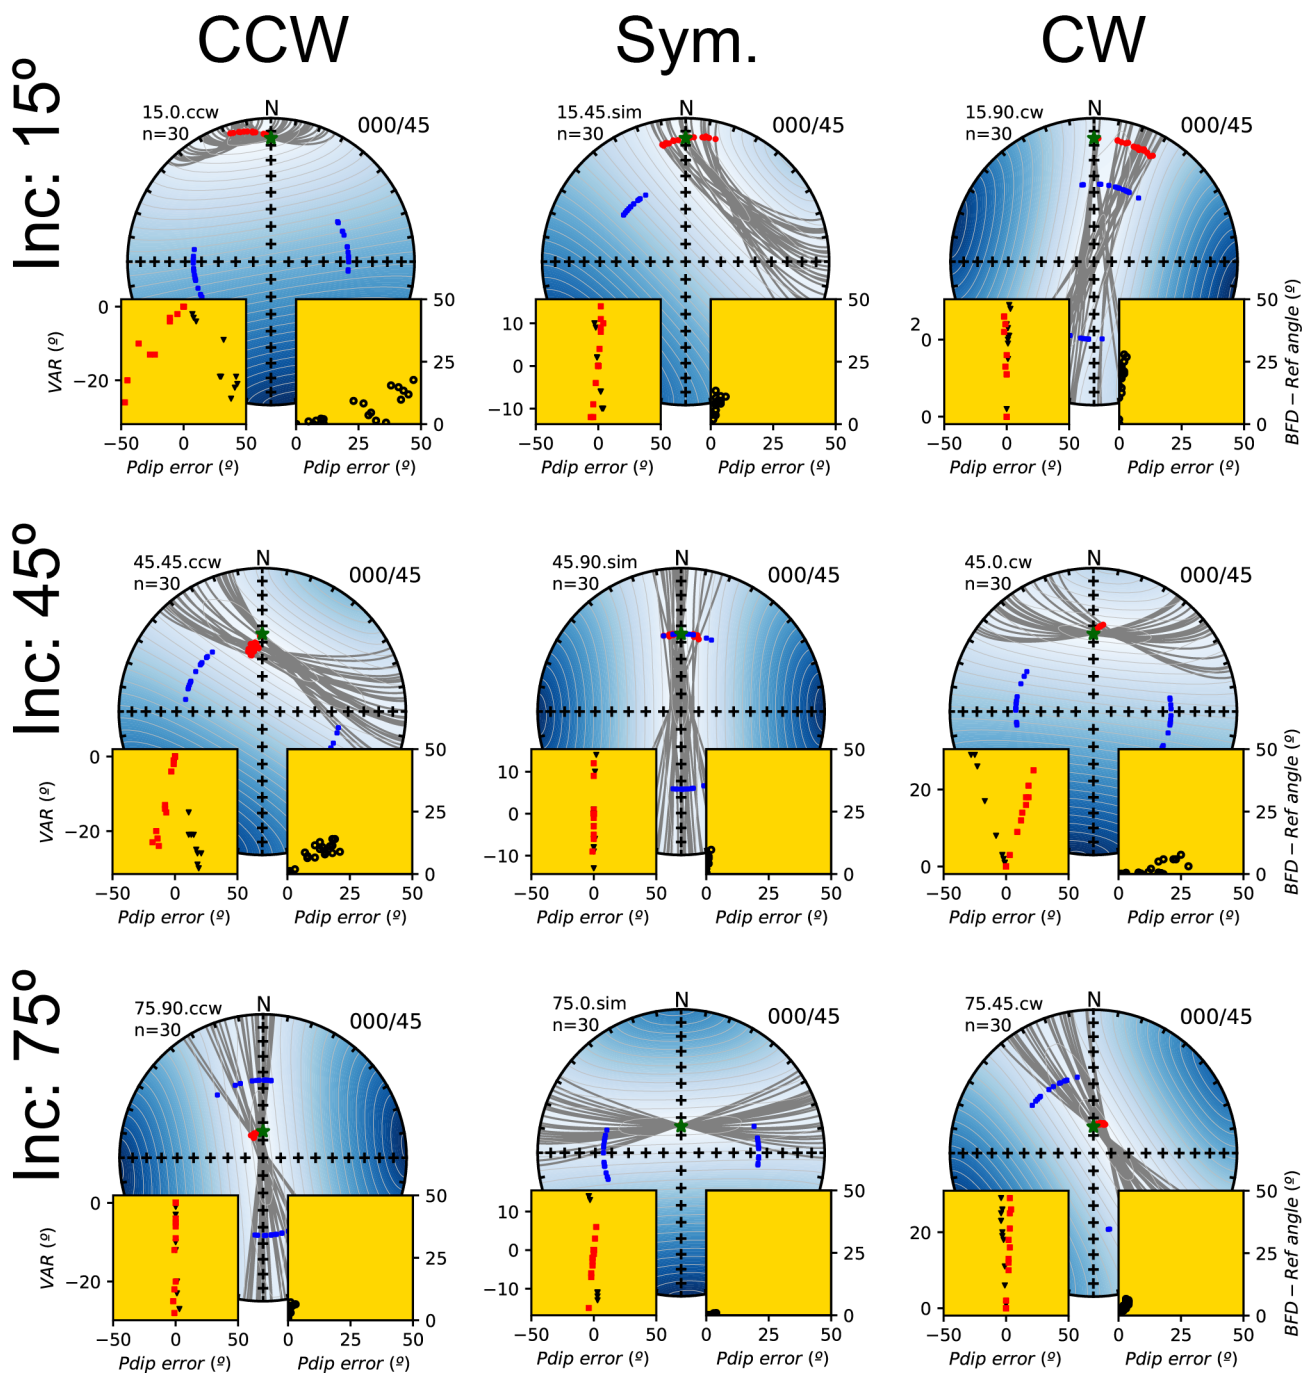 CCW Sym. CW
Inc: 15º
15.0.ccw
n=30
N
000/45
15.45.sim
n=30
N
000/45
15.90.cw
n=30
N
000/45
VAR (º)
0
−20
−50 0 50
Pdip error (º)
50
25
0
0 25 50
Pdip error (º)
10
0
−10
−50 0 50
Pdip error (º)
50
25
0
0 25 50
Pdip error (º)
2
0
0
−50 0 50
Pdip error (º)
50
25
0
0 25 50
Pdip error (º)
BFD − Ref angle (º)
Inc: 45º
45.45.ccw
n=30
N
000/45
45.90.sim
n=30
N
000/45
45.0.cw
n=30
N
000/45
VAR (º)
0
−20
−50 0 50
Pdip error (º)
50
25
0
0 25 50
Pdip error (º)
10
0
−10
−50 0 50
Pdip error (º)
50
25
0
0 25 50
Pdip error (º)
20
0
−50 0 50
Pdip error (º)
50
25
0
0 25 50
Pdip error (º)
BFD − Ref angle (º)
Inc: 75º
75.90.ccw
n=30
N
000/45
75.0.sim
n=30
N
000/45
75.45.cw
n=30
N
000/45
VAR (º)
0
−20
−50 0 50
Pdip error (º)
50
25
0
0 25 50
Pdip error (º)
10
0
−10
−50 0 50
Pdip error (º)
50
25
0
0 25 50
Pdip error (º)
20
0
−50 0 50
Pdip error (º)
50
25
0
0 25 50
Pdip error (º)
BFD − Ref angle (º)